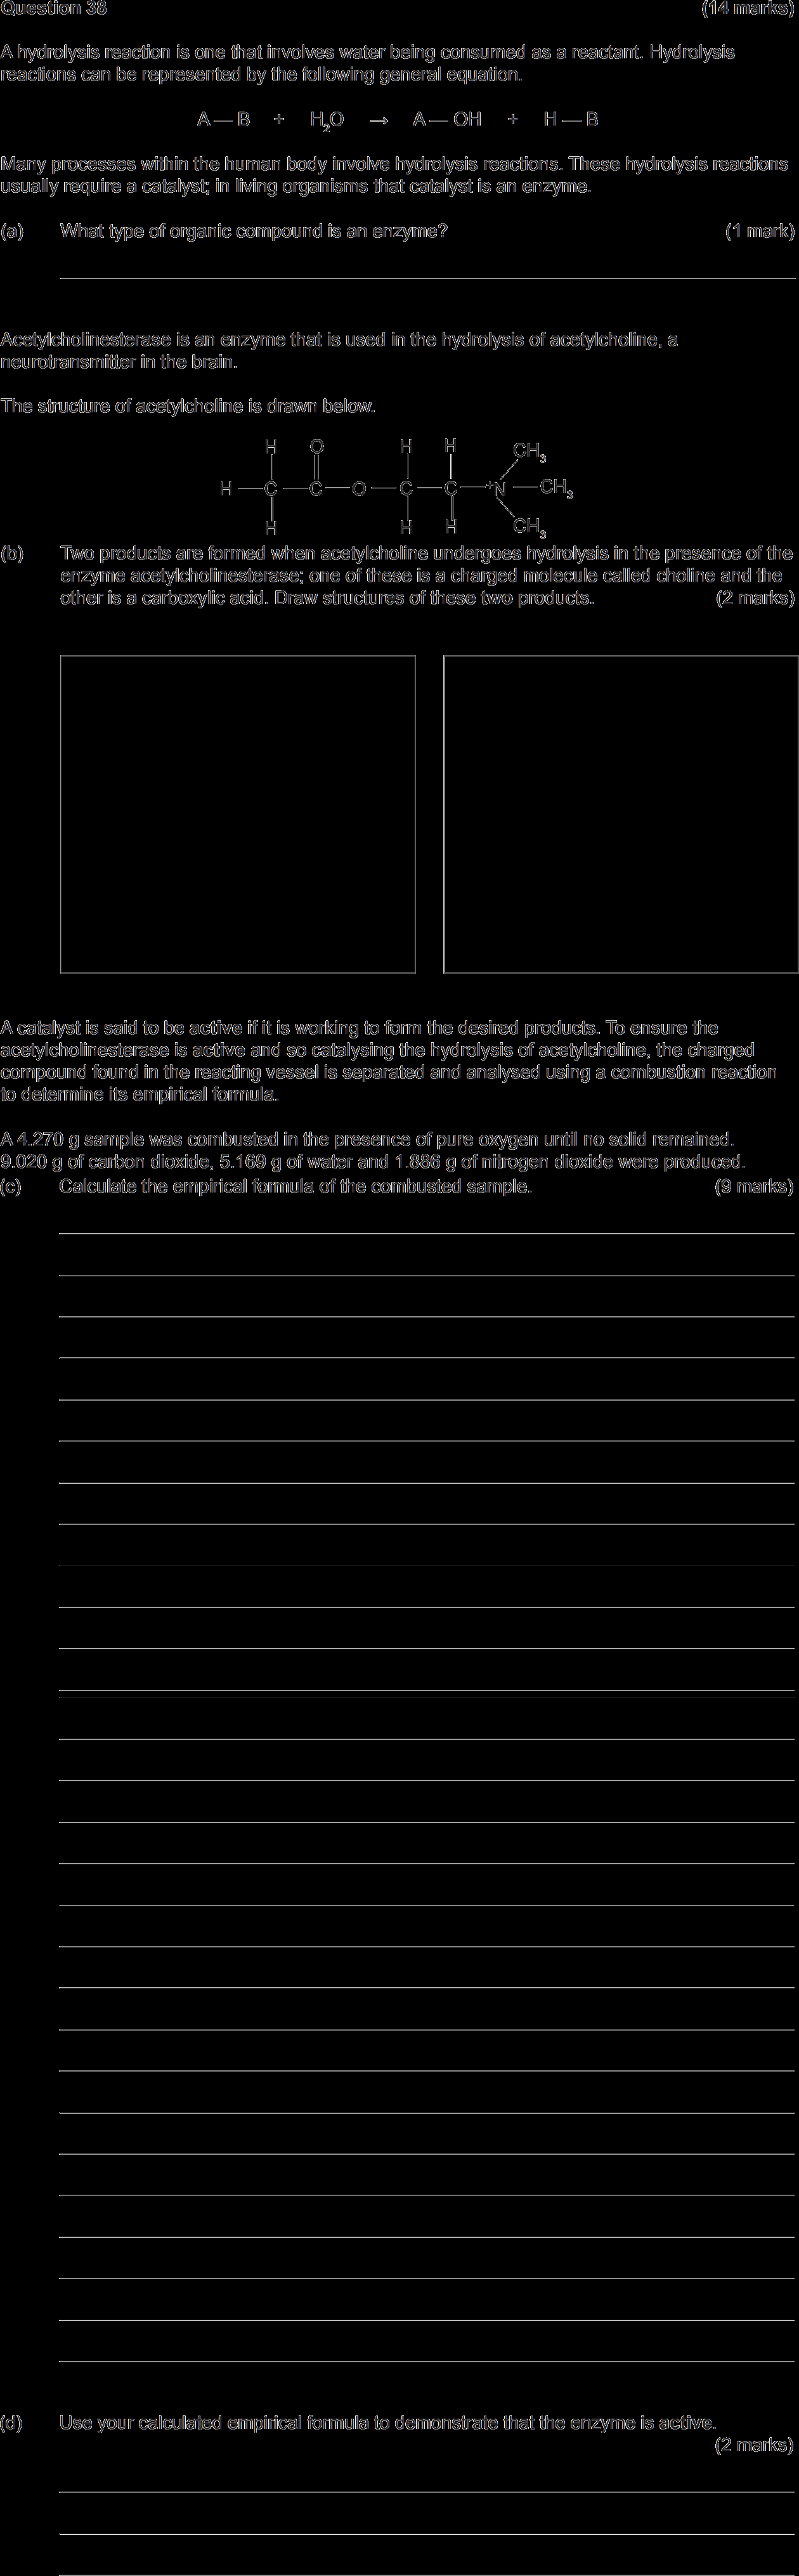 Question 38 (14 marks)
A hydrolysis reaction is one that involves water being consumed as a reactant. Hydrolysis
reactions can be represented by the following general equation.
A — B + H₂O → A — OH + H — B
Many processes within the human body involve hydrolysis reactions. These hydrolysis reactions
usually require a catalyst; in living organisms that catalyst is an enzyme.
(a) What type of organic compound is an enzyme? (1 mark)
Acetylcholinesterase is an enzyme that is used in the hydrolysis of acetylcholine, a
neurotransmitter in the brain.
The structure of acetylcholine is drawn below.
H O H H CH₃
H — C — C — O — C — C — ⁺N — CH₃
H H H CH₃
(b) Two products are formed when acetylcholine undergoes hydrolysis in the presence of the
enzyme acetylcholinesterase; one of these is a charged molecule called choline and the
other is a carboxylic acid. Draw structures of these two products. (2 marks)
A catalyst is said to be active if it is working to form the desired products. To ensure the
acetylcholinesterase is active and so catalysing the hydrolysis of acetylcholine, the charged
compound found in the reacting vessel is separated and analysed using a combustion reaction
to determine its empirical formula.
A 4.270 g sample was combusted in the presence of pure oxygen until no solid remained.
9.020 g of carbon dioxide, 5.169 g of water and 1.886 g of nitrogen dioxide were produced.
(c) Calculate the empirical formula of the combusted sample. (9 marks)
(d) Use your calculated empirical formula to demonstrate that the enzyme is active.
(2 marks)